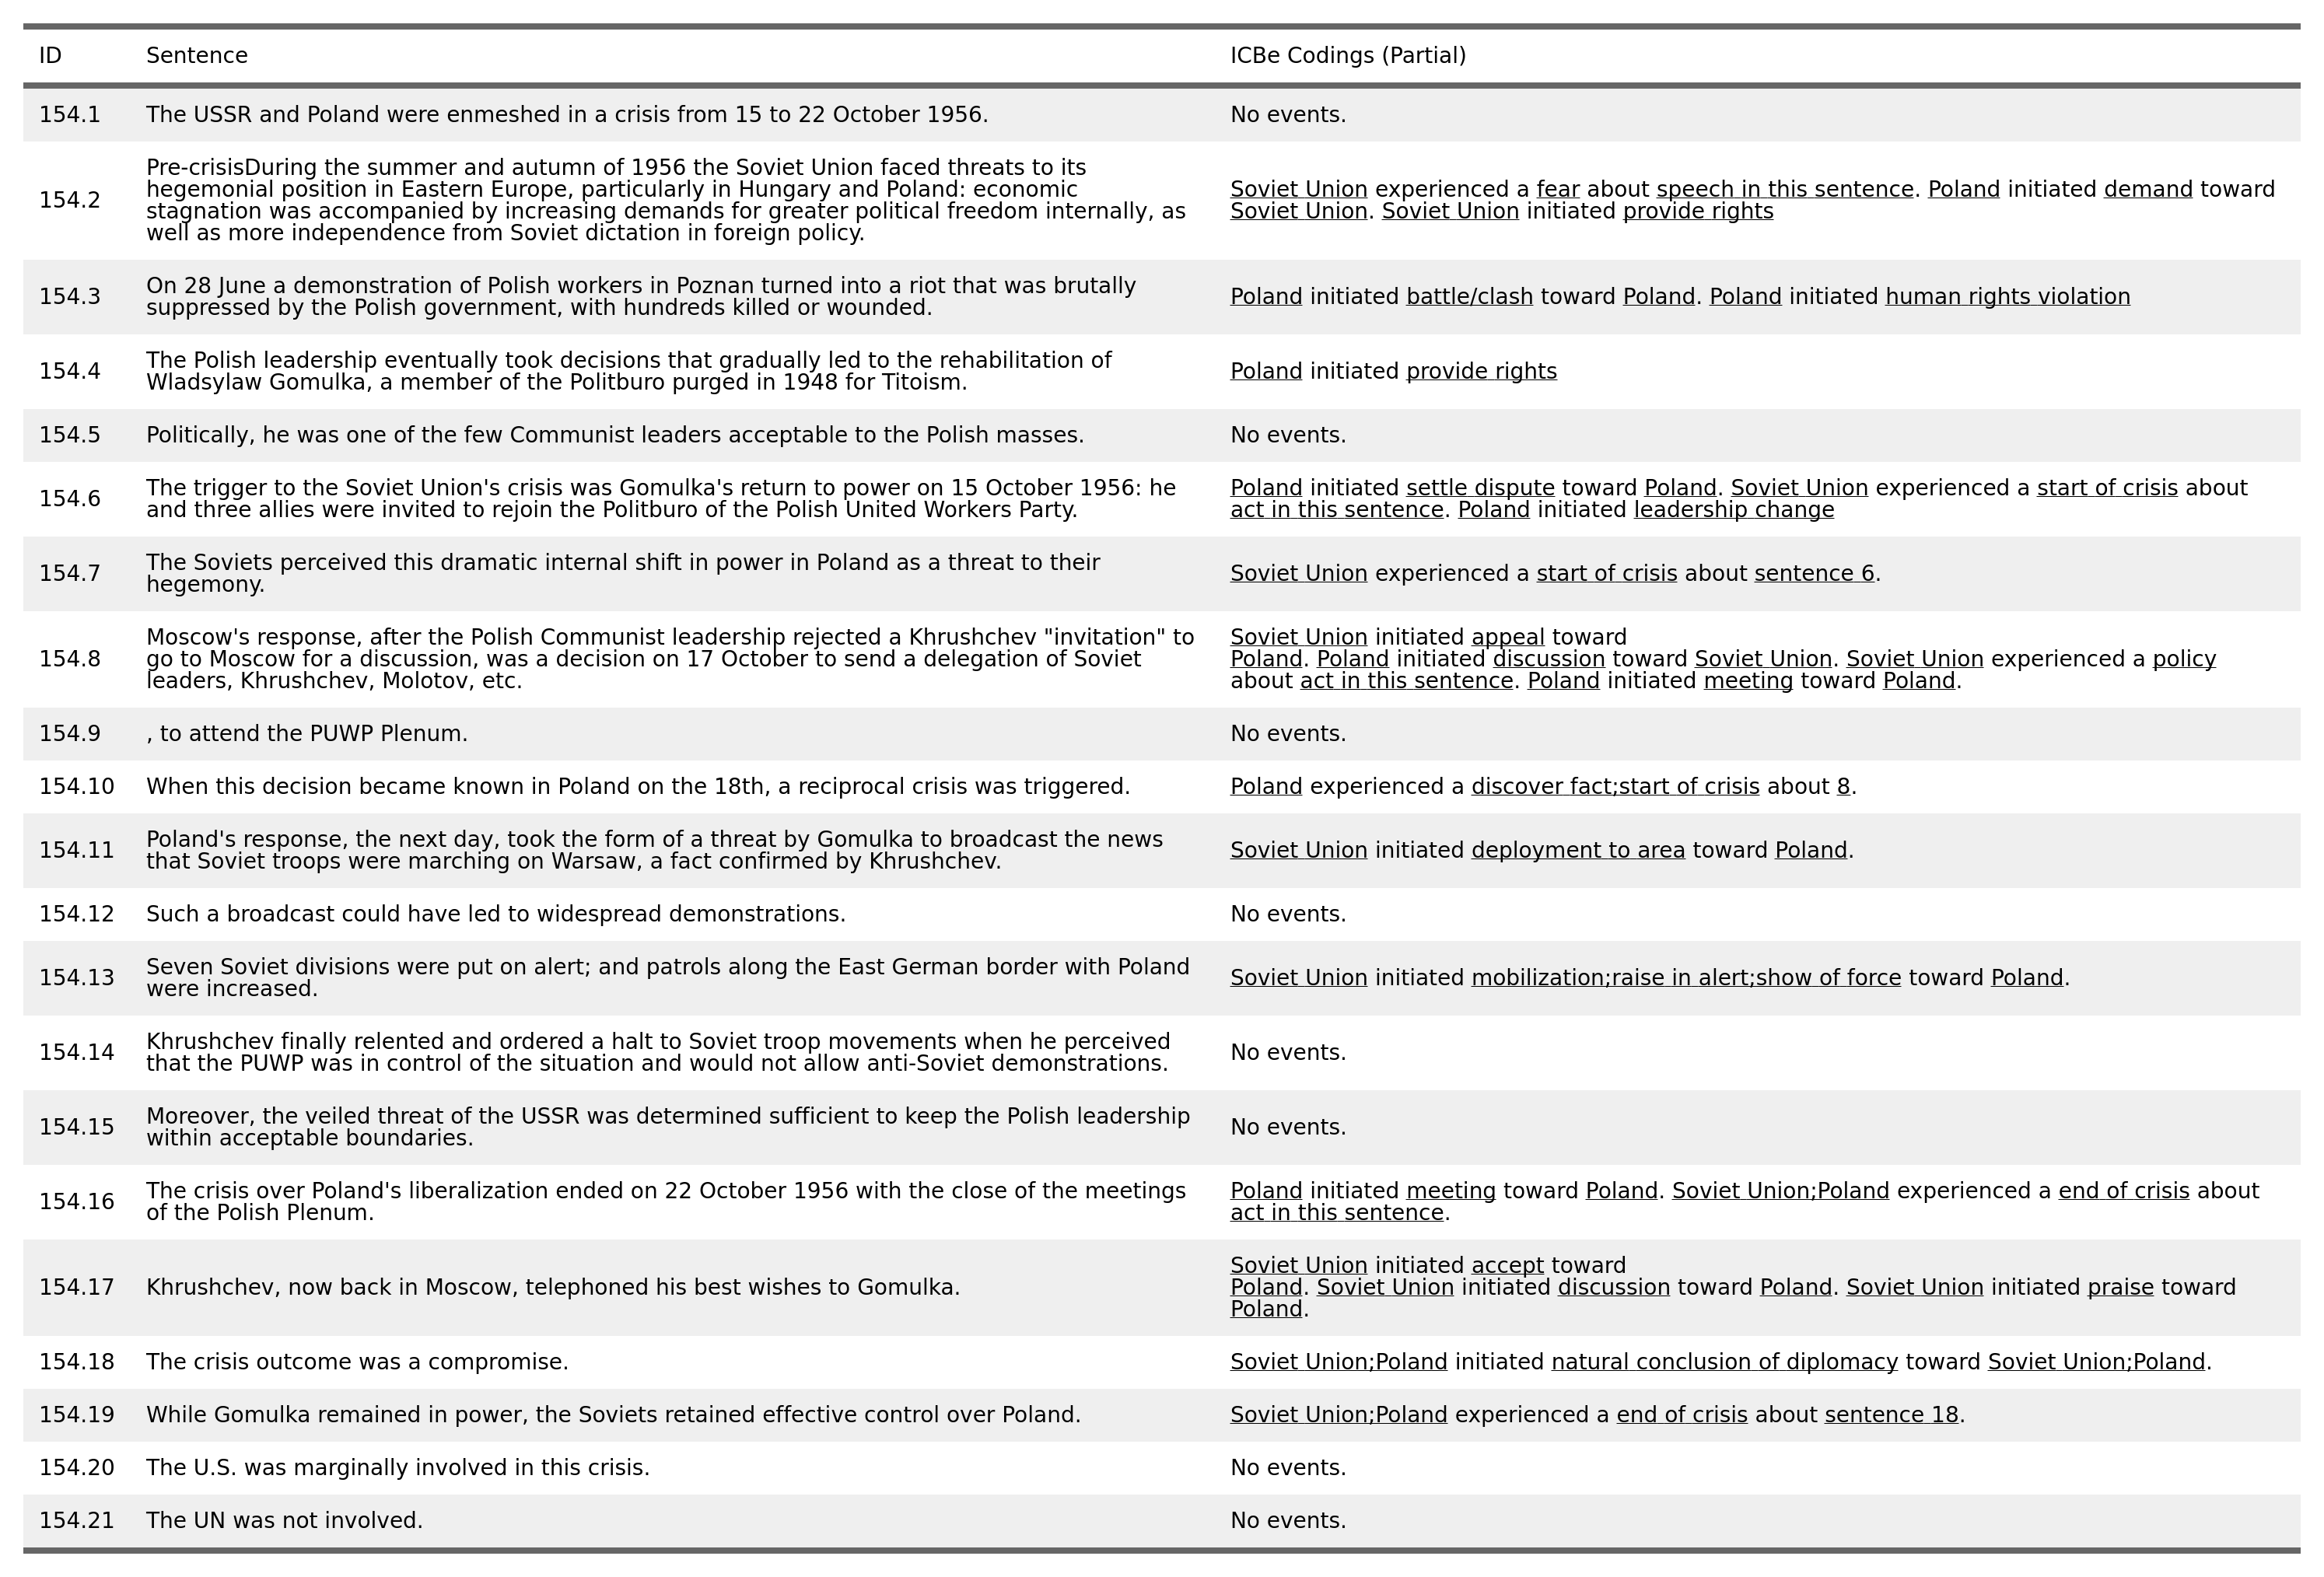 ID Sentence ICBe Codings (Partial)
154.1 The USSR and Poland were enmeshed in a crisis from 15 to 22 October 1956. No events.
154.2 Pre-crisisDuring the summer and autumn of 1956 the Soviet Union faced threats to its
hegemonial position in Eastern Europe, particularly in Hungary and Poland: economic
stagnation was accompanied by increasing demands for greater political freedom internally, as
well as more independence from Soviet dictation in foreign policy.
Soviet Union experienced a fear about speech in this sentence. Poland initiated demand toward
Soviet Union. Soviet Union initiated provide rights
154.3 On 28 June a demonstration of Polish workers in Poznan turned into a riot that was brutally
suppressed by the Polish government, with hundreds killed or wounded.
Poland initiated battle/clash toward Poland. Poland initiated human rights violation
154.4 The Polish leadership eventually took decisions that gradually led to the rehabilitation of
Wladsylaw Gomulka, a member of the Politburo purged in 1948 for Titoism.
Poland initiated provide rights
154.5 Politically, he was one of the few Communist leaders acceptable to the Polish masses. No events.
154.6 The trigger to the Soviet Union's crisis was Gomulka's return to power on 15 October 1956: he
and three allies were invited to rejoin the Politburo of the Polish United Workers Party.
Poland initiated settle dispute toward Poland. Soviet Union experienced a start of crisis about
act in this sentence. Poland initiated leadership change
154.7 The Soviets perceived this dramatic internal shift in power in Poland as a threat to their
hegemony.
Soviet Union experienced a start of crisis about sentence 6.
154.8 Moscow's response, after the Polish Communist leadership rejected a Khrushchev "invitation" to
go to Moscow for a discussion, was a decision on 17 October to send a delegation of Soviet
leaders, Khrushchev, Molotov, etc.
Soviet Union initiated appeal toward
Poland. Poland initiated discussion toward Soviet Union. Soviet Union experienced a policy
about act in this sentence. Poland initiated meeting toward Poland.
154.9 , to attend the PUWP Plenum. No events.
154.10 When this decision became known in Poland on the 18th, a reciprocal crisis was triggered. Poland experienced a discover fact;start of crisis about 8.
154.11 Poland's response, the next day, took the form of a threat by Gomulka to broadcast the news
that Soviet troops were marching on Warsaw, a fact confirmed by Khrushchev.
Soviet Union initiated deployment to area toward Poland.
154.12 Such a broadcast could have led to widespread demonstrations. No events.
154.13 Seven Soviet divisions were put on alert; and patrols along the East German border with Poland
were increased.
Soviet Union initiated mobilization;raise in alert;show of force toward Poland.
154.14 Khrushchev finally relented and ordered a halt to Soviet troop movements when he perceived
that the PUWP was in control of the situation and would not allow anti-Soviet demonstrations.
No events.
154.15 Moreover, the veiled threat of the USSR was determined sufficient to keep the Polish leadership
within acceptable boundaries.
No events.
154.16 The crisis over Poland's liberalization ended on 22 October 1956 with the close of the meetings
of the Polish Plenum.
Poland initiated meeting toward Poland. Soviet Union;Poland experienced a end of crisis about
act in this sentence.
154.17 Khrushchev, now back in Moscow, telephoned his best wishes to Gomulka.
Soviet Union initiated accept toward
Poland. Soviet Union initiated discussion toward Poland. Soviet Union initiated praise toward
Poland.
154.18 The crisis outcome was a compromise. Soviet Union;Poland initiated natural conclusion of diplomacy toward Soviet Union;Poland.
154.19 While Gomulka remained in power, the Soviets retained effective control over Poland. Soviet Union;Poland experienced a end of crisis about sentence 18.
154.20 The U.S. was marginally involved in this crisis. No events.
154.21 The UN was not involved. No events.